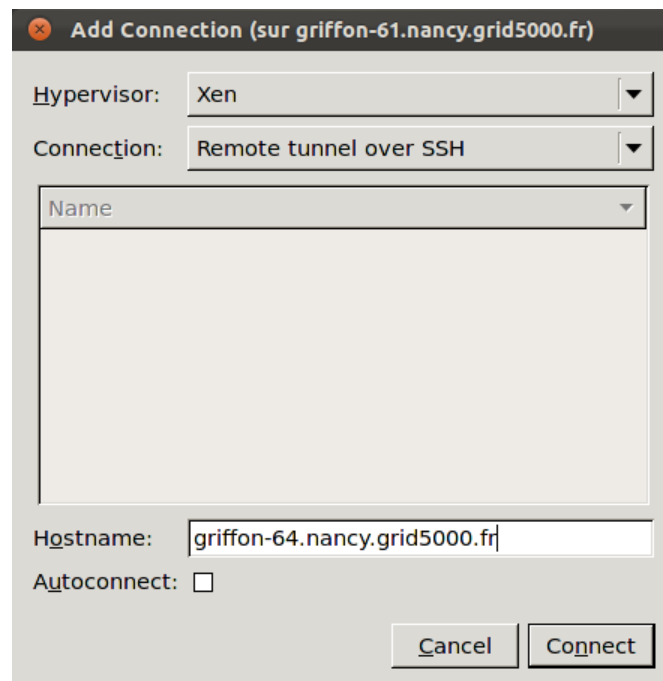 Add Connection (sur griffon-61.nancy.grid5000.fr)
Hypervisor: Xen
Connection: Remote tunnel over SSH
Name
Hostname: griffon-64.nancy.grid5000.fr
Autoconnect:
Cancel Connect